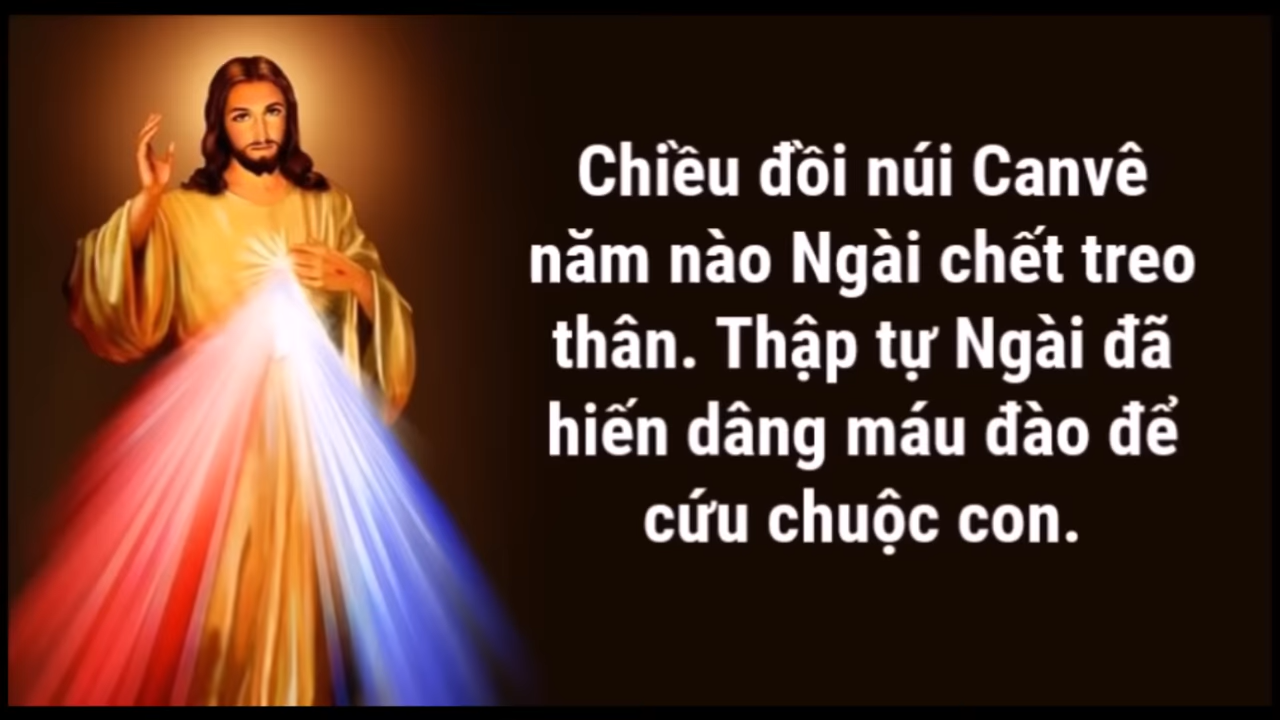 Chiều đồi núi Canvê
năm nào Ngài chết treo
thân. Thập tự Ngài đã
hiến dâng máu đào để
cứu chuộc con.